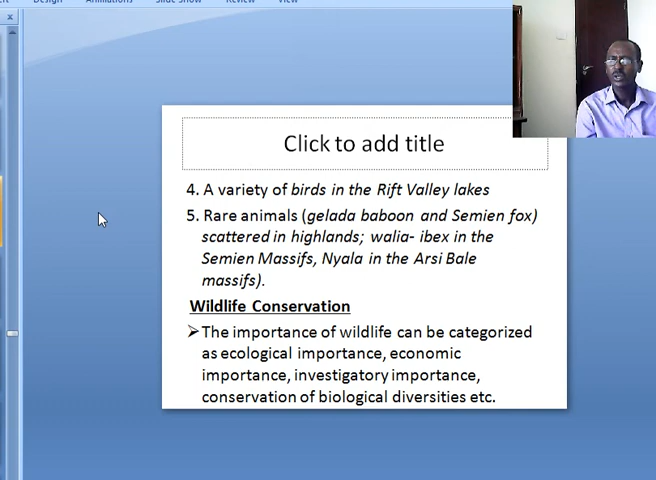 Design Animations Slide Show Review View
Click to add title
4. A variety of birds in the Rift Valley lakes
5. Rare animals (gelada baboon and Semien fox)
scattered in highlands; walia- ibex in the
Semien Massifs, Nyala in the Arsi Bale
massifs).
Wildlife Conservation
➢The importance of wildlife can be categorized
as ecological importance, economic
importance, investigatory importance,
conservation of biological diversities etc.